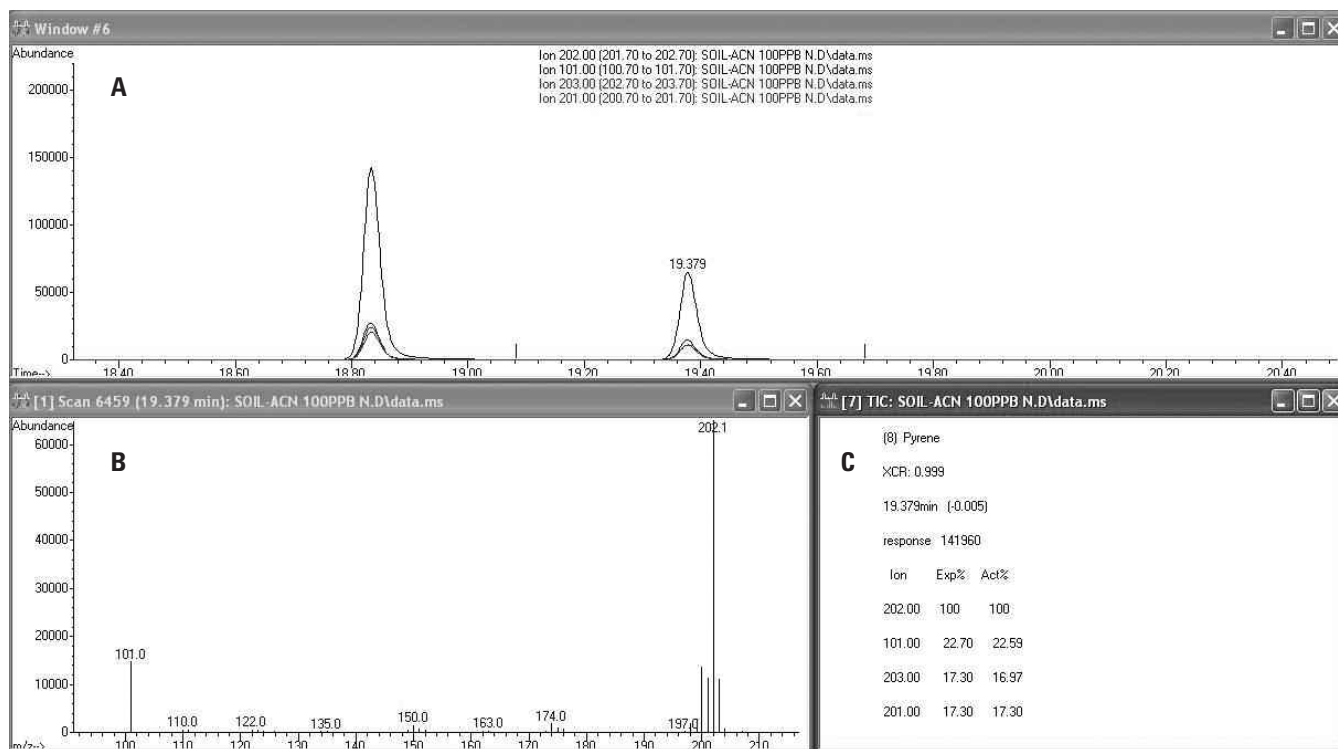 Window #6
Abundance
Ion 202.00 (201.70 to 202.70): SOIL-ACN 100PPB N.D\data.ms
Ion 101.00 (100.70 to 101.70): SOIL-ACN 100PPB N.D\data.ms
Ion 203.00 (202.70 to 203.70): SOIL-ACN 100PPB N.D\data.ms
Ion 201.00 (200.70 to 201.70): SOIL-ACN 100PPB N.D\data.ms
A
200000
150000
100000
50000
0
19.379
Time-->
18.40 18.60 18.80 19.00 19.20 19.40 19.60 19.80 20.00 20.20 20.40
[1] Scan 6459 (19.379 min): SOIL-ACN 100PPB N.D\data.ms
Abundance
B
60000
50000
40000
30000
20000
10000
0
202.1
101.0
110.0 122.0 135.0 150.0 163.0 174.0 197.0
m/z-->
100 110 120 130 140 150 160 170 180 190 200 210
[7] TIC: SOIL-ACN 100PPB N.D\data.ms
C
(8) Pyrene
XCR: 0.999
19.379min (-0.005)
response 141960
Ion Exp% Act%
202.00 100 100
101.00 22.70 22.59
203.00 17.30 16.97
201.00 17.30 17.30